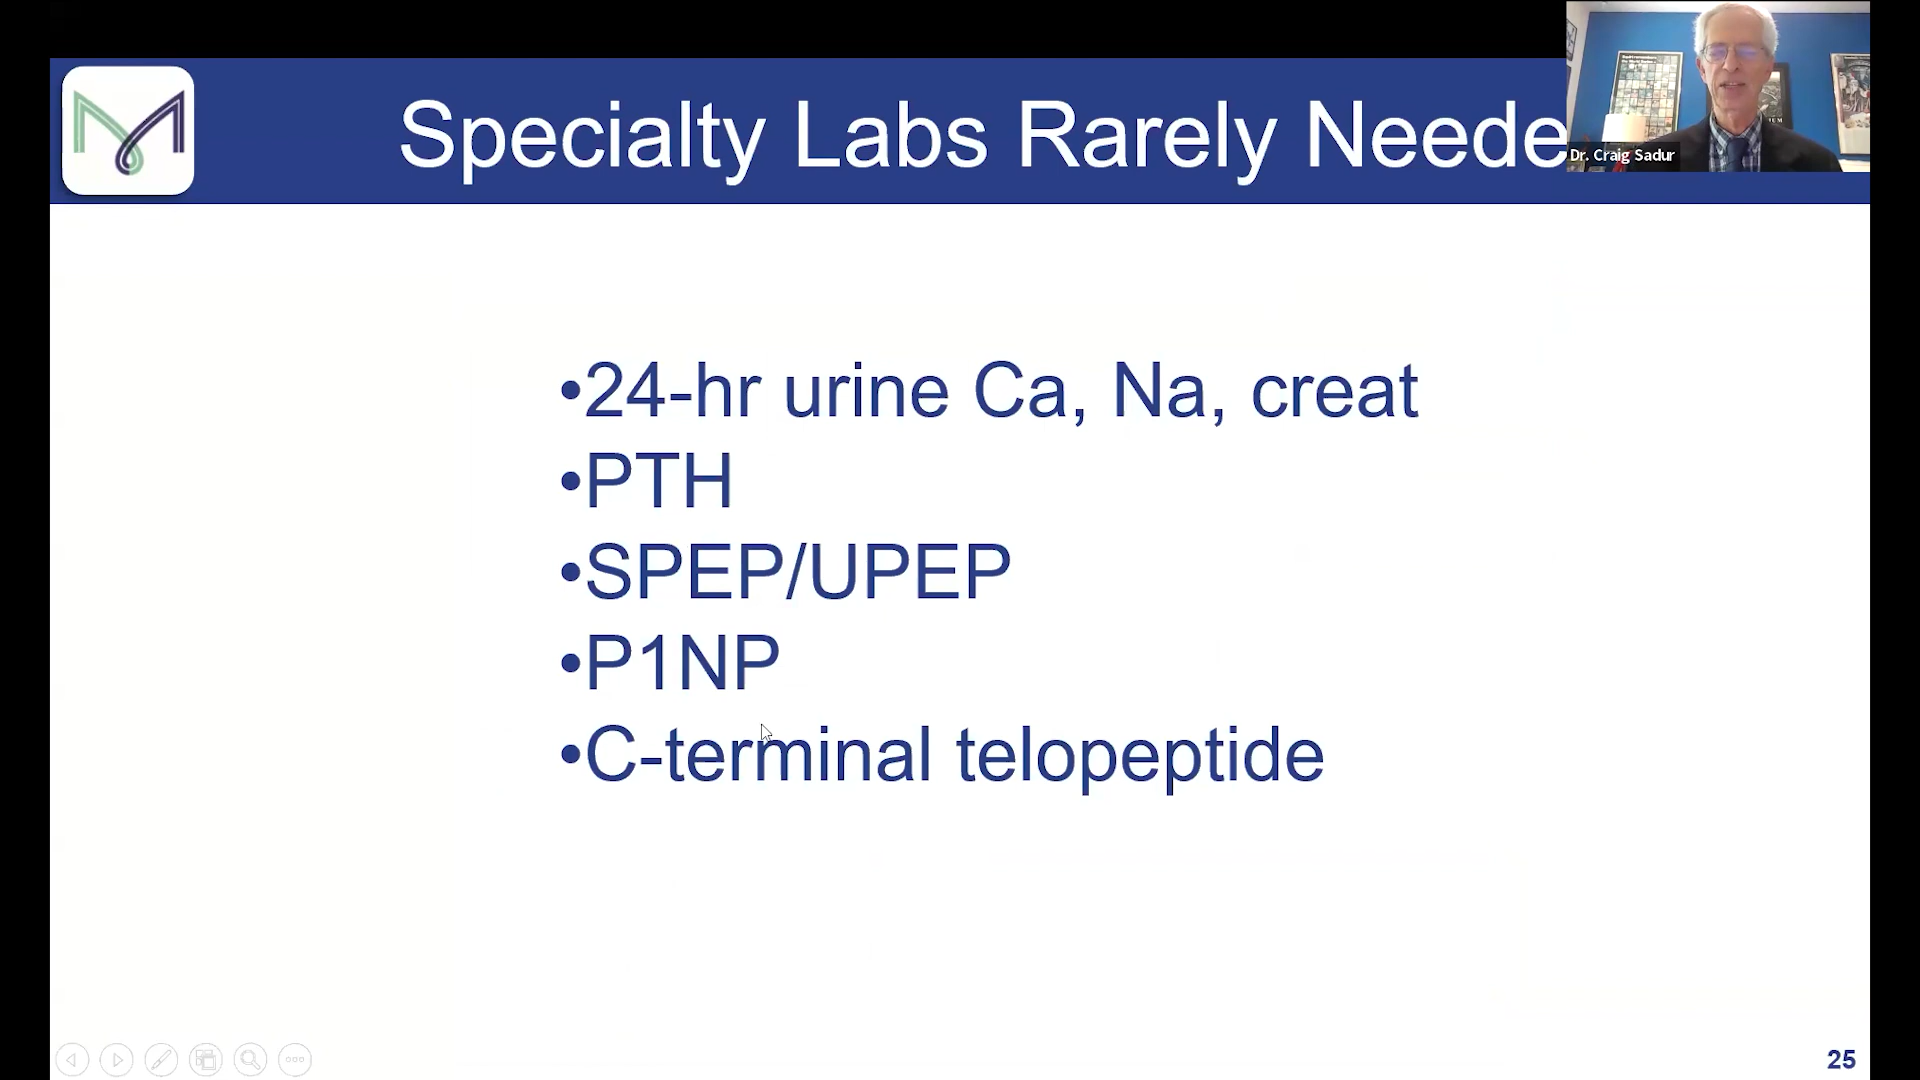 Specialty Labs Rarely Neede
Dr. Craig Sadur
•24-hr urine Ca, Na, creat
•PTH
•SPEP/UPEP
•P1NP
•C-terminal telopeptide
25